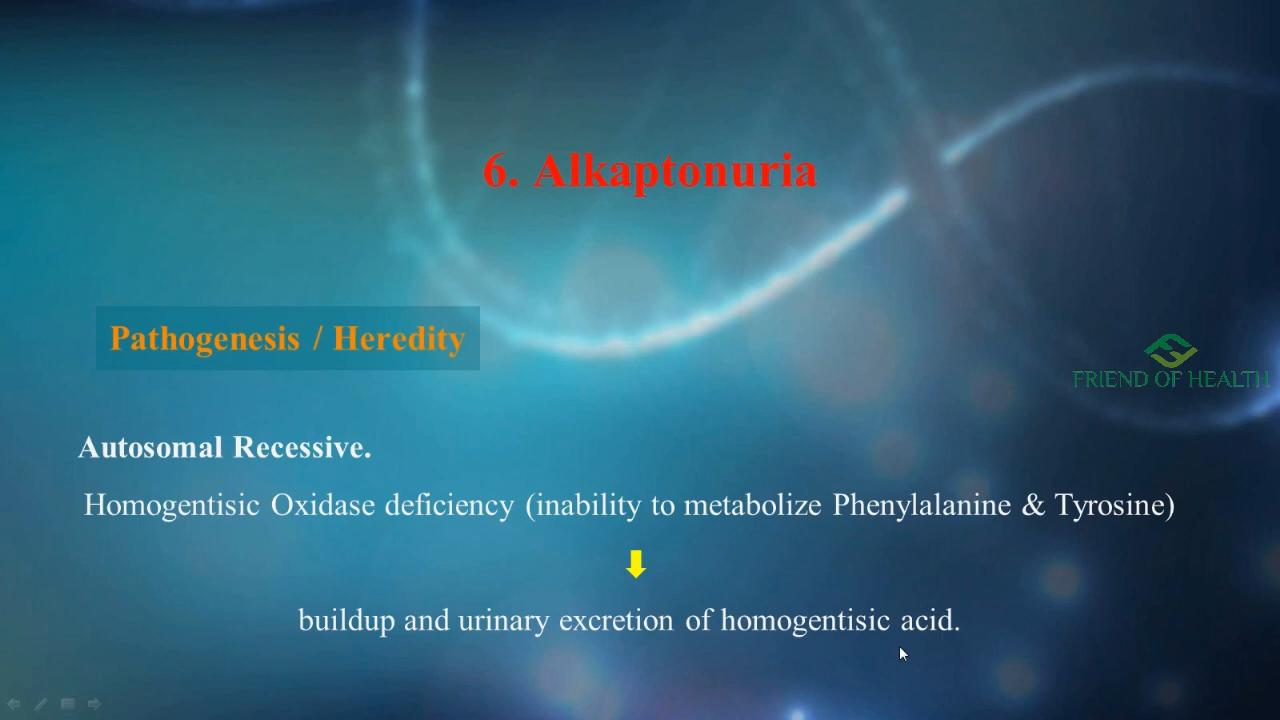 6. Alkaptonuria
Pathogenesis / Heredity
FRIEND OF HEALTH
Autosomal Recessive.
Homogentisic Oxidase deficiency (inability to metabolize Phenylalanine & Tyrosine)
buildup and urinary excretion of homogentisic acid.